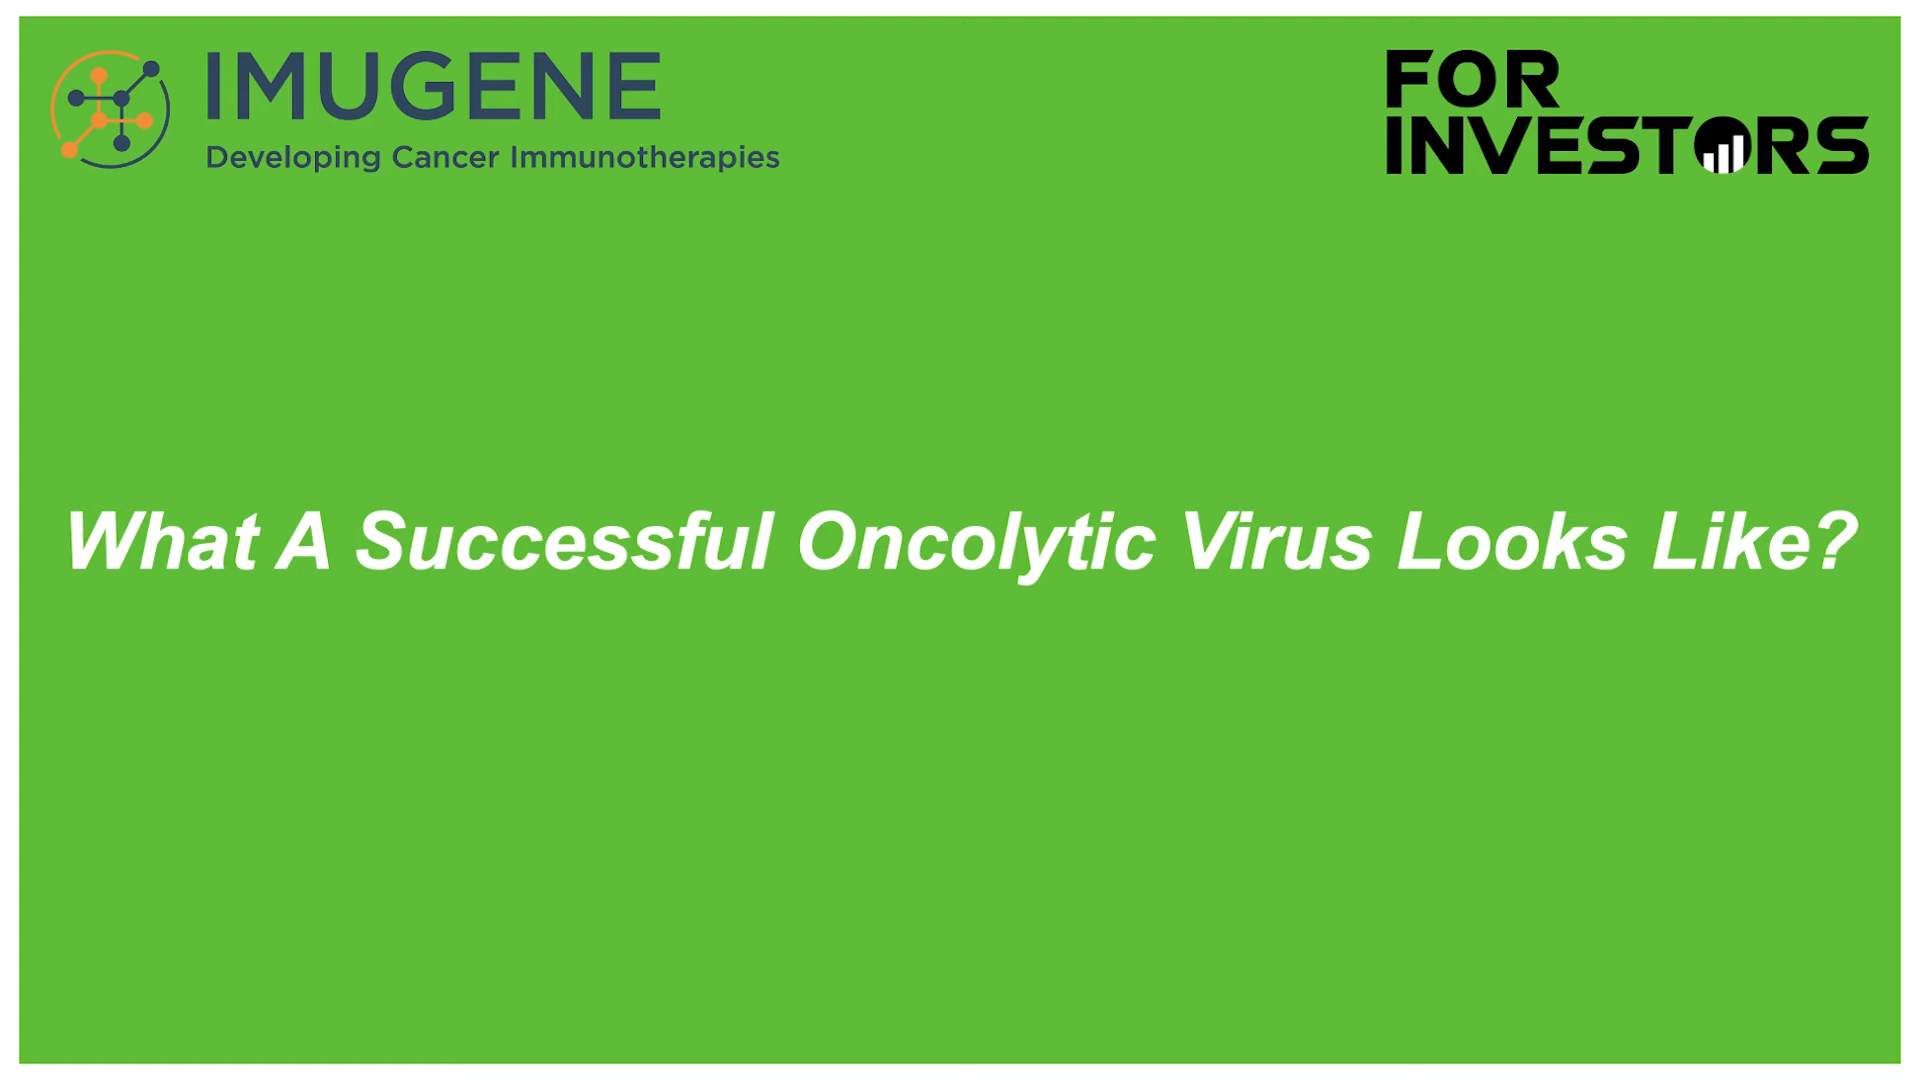 IMUGENE
Developing Cancer Immunotherapies
FOR
INVESTORS
What A Successful Oncolytic Virus Looks Like?